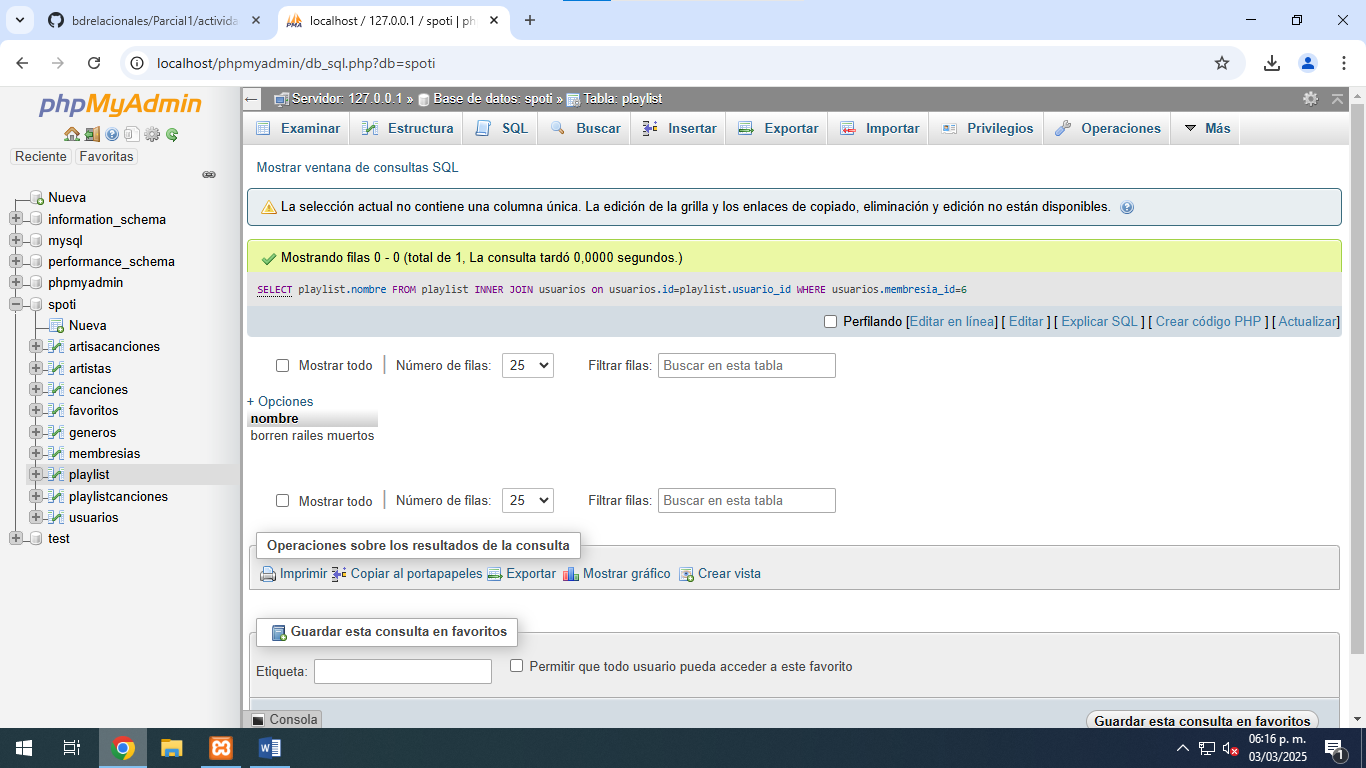 bdrelacionales/Parcial1/activida
localhost / 127.0.0.1 / spoti | ph
localhost/phpmyadmin/db_sql.php?db=spoti
phpMyAdmin
Reciente Favoritas
Nueva
information_schema
mysql
performance_schema
phpmyadmin
spoti
Nueva
artisacanciones
artistas
canciones
favoritos
generos
membresias
playlist
playlistcanciones
usuarios
test
Servidor: 127.0.0.1 » Base de datos: spoti » Tabla: playlist
Examinar Estructura SQL Buscar Insertar Exportar Importar Privilegios Operaciones Más
Mostrar ventana de consultas SQL
La selección actual no contiene una columna única. La edición de la grilla y los enlaces de copiado, eliminación y edición no están disponibles.
Mostrando filas 0 - 0 (total de 1, La consulta tardó 0,0000 segundos.)
SELECT playlist.nombre FROM playlist INNER JOIN usuarios on usuarios.id=playlist.usuario_id WHERE usuarios.membresia_id=6
Perfilando [Editar en línea] [ Editar ] [ Explicar SQL ] [ Crear código PHP ] [ Actualizar]
Mostrar todo | Número de filas: 25 Filtrar filas: Buscar en esta tabla
+ Opciones
nombre
borren railes muertos
Mostrar todo | Número de filas: 25 Filtrar filas: Buscar en esta tabla
Operaciones sobre los resultados de la consulta
Imprimir Copiar al portapapeles Exportar Mostrar gráfico Crear vista
Guardar esta consulta en favoritos
Etiqueta: Permitir que todo usuario pueda acceder a este favorito
Consola
Guardar esta consulta en favoritos
06:16 p. m.
03/03/2025
1